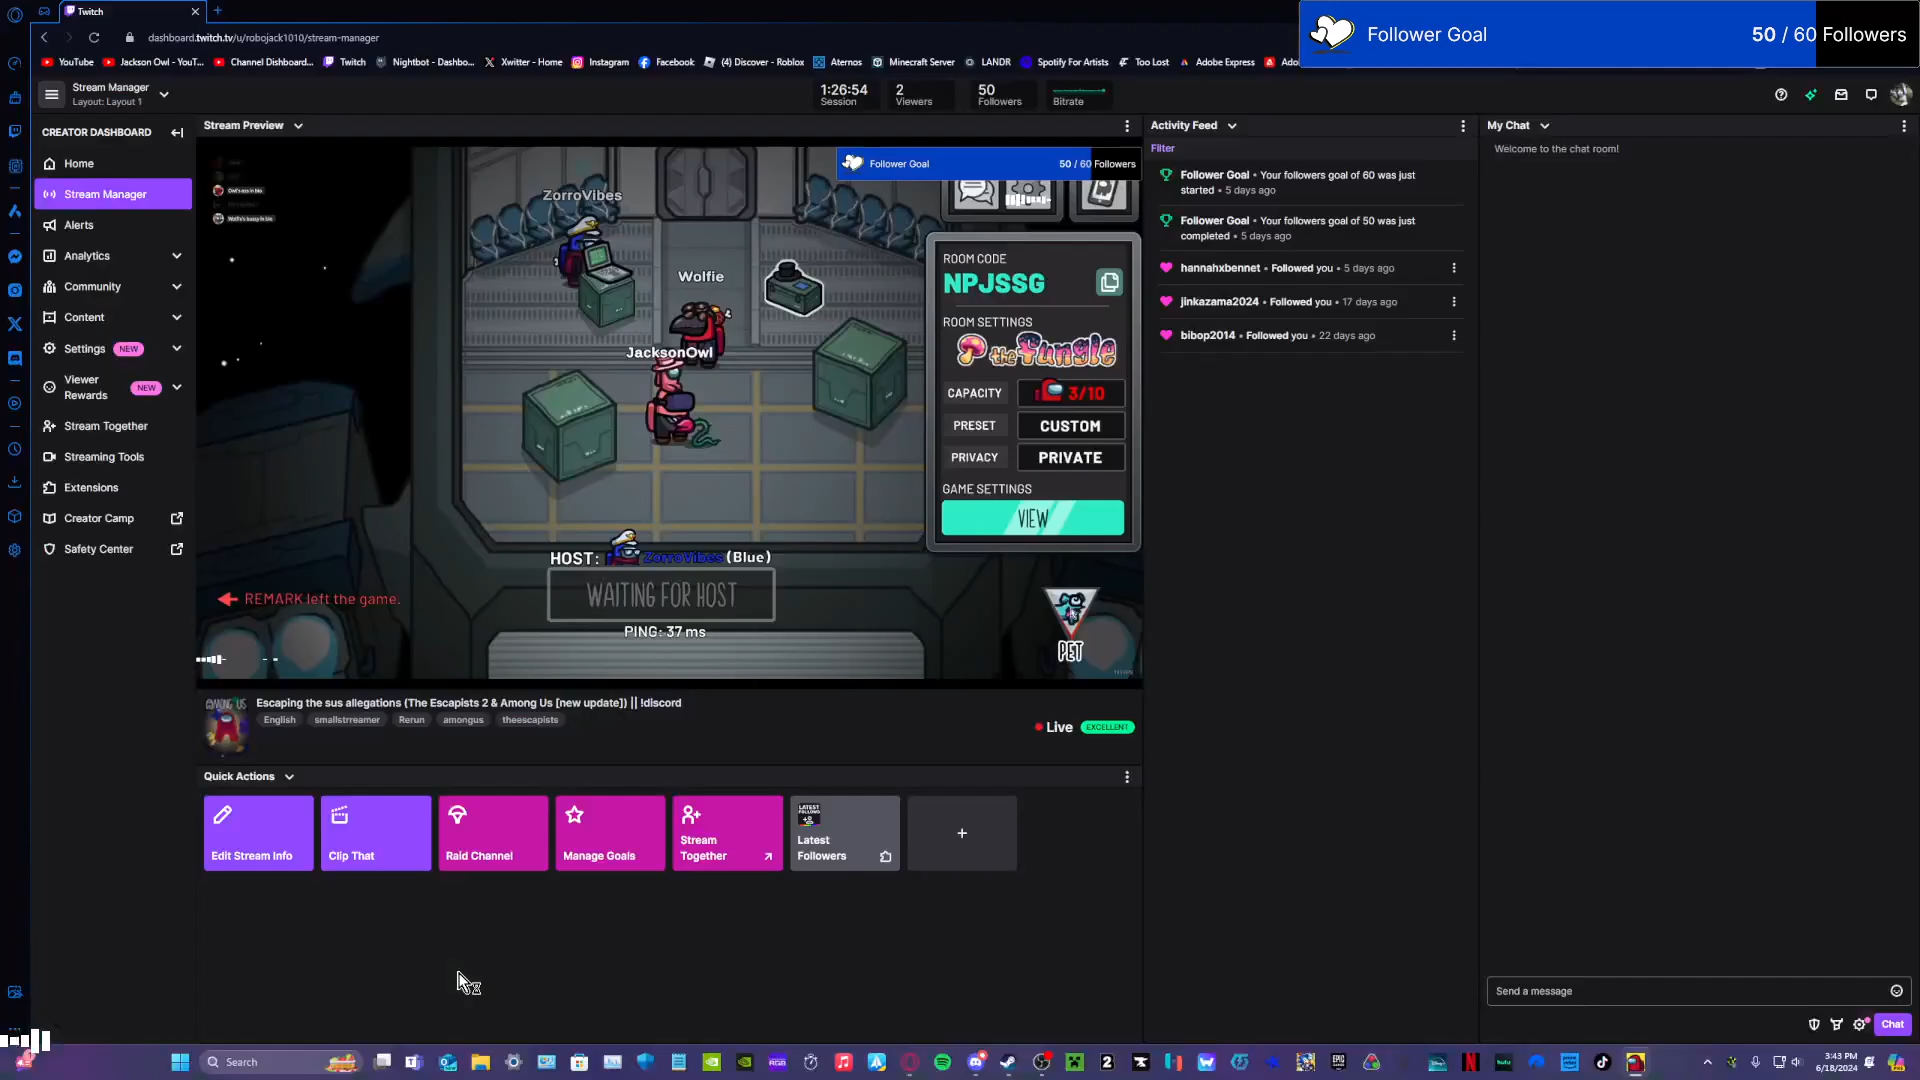 Twitch
Follower Goal
50 / 60 Followers
dashboard.twitch.tv/u/robojack1010/stream-manager
YouTube
Jackson Owl - YouT...
Channel Dashboard...
Twitch
Nightbot - Dashbo...
Xwitter - Home
Instagram
Facebook
(4) Discover - Roblox
Aternos
Minecraft Server
LANDR
Spotify For Artists
Too Lost
Adobe Express
Stream Manager
Layout: Layout 1
1:26:54
Session
2
Viewers
50
Followers
Bitrate
CREATOR DASHBOARD
Home
Stream Manager
Alerts
Analytics
Community
Content
Settings NEW
Viewer
Rewards
NEW
Stream Together
Streaming Tools
Extensions
Creator Camp
Safety Center
Stream Preview
Follower Goal
50 / 60 Followers
ZorroVibes
Wolfie
JacksonOwl
ROOM CODE
NPJSSG
ROOM SETTINGS
the Fungle
CAPACITY
3/10
PRESET
CUSTOM
PRIVACY
PRIVATE
GAME SETTINGS
VIEW
HOST: ZorroVibes (Blue)
WAITING FOR HOST
PING: 37 ms
REMARK left the game.
PET
AMONG US
Escaping the sus allegations (The Escapists 2 & Among Us [new update]) || !discord
English
smallstrreamer
Rerun
amongus
theescapists
Live
EXCELLENT
Quick Actions
Edit Stream Info
Clip That
Raid Channel
Manage Goals
Stream
Together
Latest
Followers
Activity Feed
Filter
Follower Goal • Your followers goal of 60 was just
started • 5 days ago
Follower Goal • Your followers goal of 50 was just
completed • 5 days ago
hannahxbennet • Followed you • 5 days ago
jinkazama2024 • Followed you • 17 days ago
bibop2014 • Followed you • 22 days ago
My Chat
Welcome to the chat room!
Send a message
Chat
Search
3:43 PM
6/18/2024